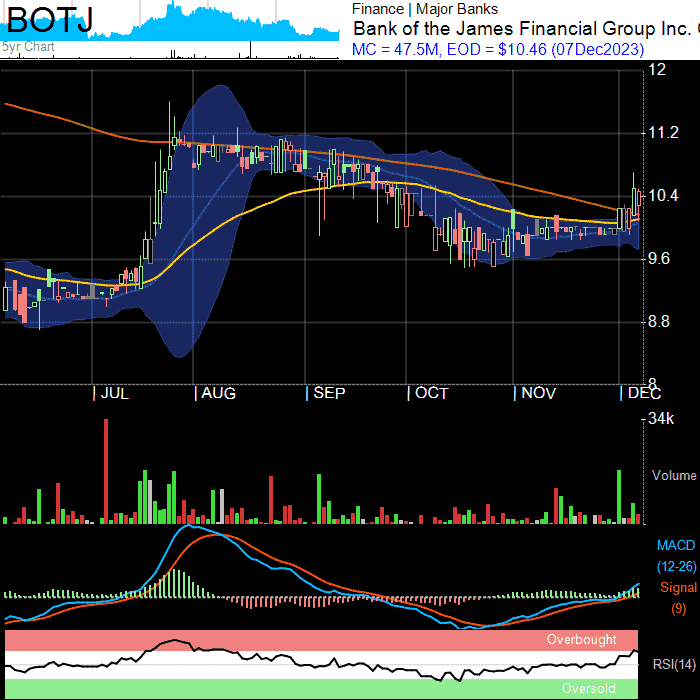 BOTJ
5yr Chart
Finance | Major Banks
Bank of the James Financial Group Inc. (
MC = 47.5M, EOD = $10.46 (07Dec2023)
12
11.2
10.4
9.6
8.8
8
JUL AUG SEP OCT NOV DEC
34k
Volume
MACD
(12-26)
Signal
(9)
Overbought
RSI(14)
Oversold